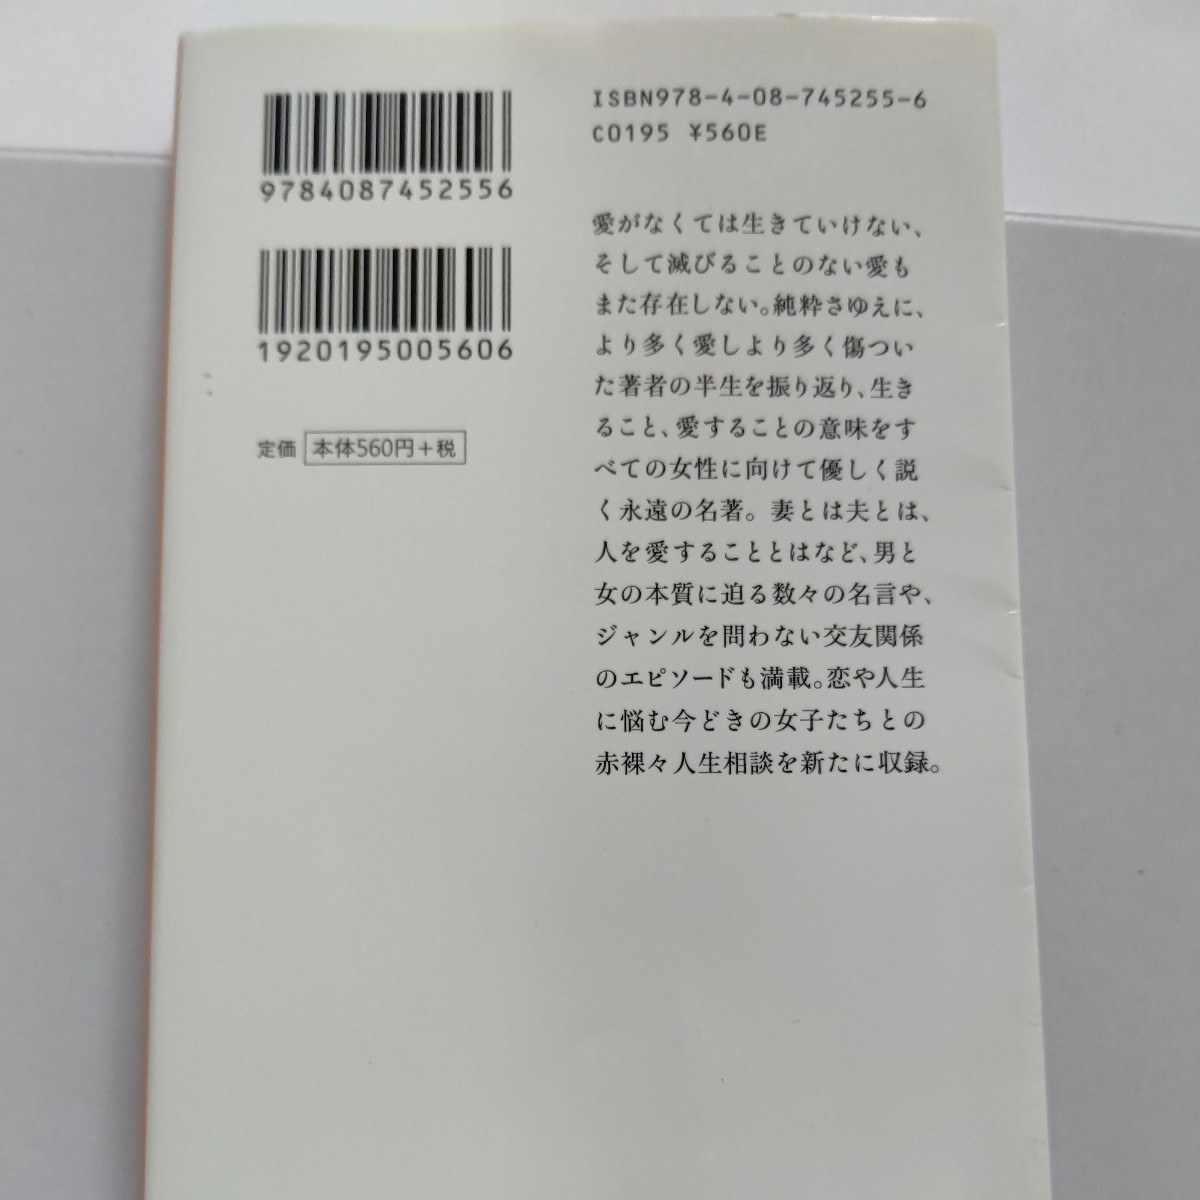 ISBN978-4-08-745255-6
C0195 ¥560E
9784087452556
1920195005606
定価 本体560円+税
愛がなくては生きていけない、
そして滅びることのない愛も
また存在しない。純粋さゆえに、
より多く愛しより多く傷つい
た著者の半生を振り返り、生き
ること、愛することの意味をす
べての女性に向けて優しく説
く永遠の名著。妻とは夫とは、
人を愛することとはなど、男と
女の本質に迫る数々の名言や、
ジャンルを問わない交友関係
のエピソードも満載。恋や人生
に悩む今どきの女子たちとの
赤裸々人生相談を新たに収録。